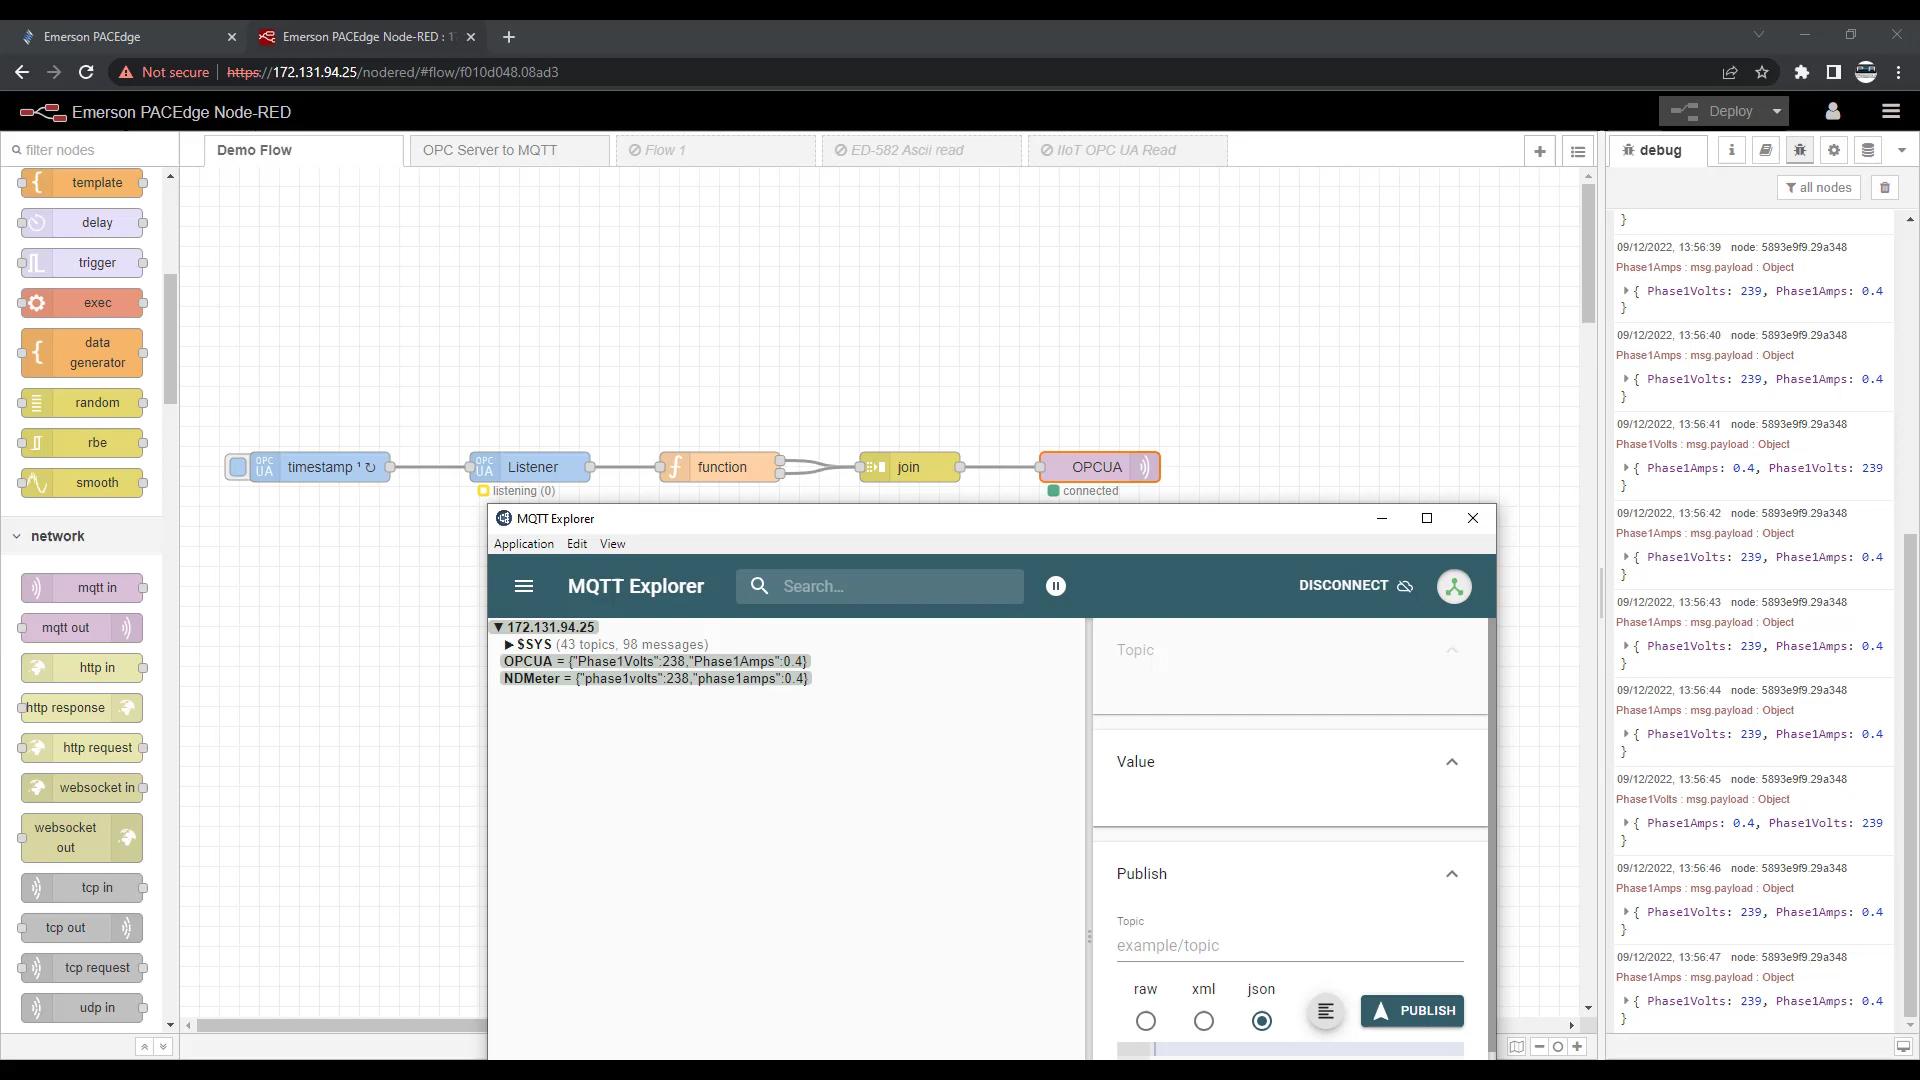 Emerson PACEdge
Emerson PACEdge Node-RED : 17
Not secure
https://172.131.94.25/nodered/#flow/f010d048.08ad3
Emerson PACEdge Node-RED
Deploy
filter nodes
Demo Flow
OPC Server to MQTT
Flow 1
ED-582 Ascii read
IIoT OPC UA Read
debug
i
all nodes
template
delay
trigger
exec
data
generator
random
rbe
smooth
network
mqtt in
mqtt out
http in
http response
http request
websocket in
websocket
out
tcp in
tcp out
tcp request
udp in
OPC
UA
timestamp ¹ ↻
OPC
UA
Listener
listening (0)
function
join
OPCUA
connected
MQTT Explorer
Application Edit View
MQTT Explorer
Search...
DISCONNECT
▼ 172.131.94.25
▶ $SYS (43 topics, 98 messages)
OPCUA = {"Phase1Volts":238,"Phase1Amps":0.4}
NDMeter = {"phase1volts":238,"phase1amps":0.4}
Topic
Value
Publish
Topic
example/topic
raw xml json
PUBLISH
}
09/12/2022, 13:56:39 node: 5893e9f9.29a348
Phase1Amps : msg.payload : Object
{ Phase1Volts: 239, Phase1Amps: 0.4
}
09/12/2022, 13:56:40 node: 5893e9f9.29a348
Phase1Amps : msg.payload : Object
{ Phase1Volts: 239, Phase1Amps: 0.4
}
09/12/2022, 13:56:41 node: 5893e9f9.29a348
Phase1Volts : msg.payload : Object
{ Phase1Amps: 0.4, Phase1Volts: 239
}
09/12/2022, 13:56:42 node: 5893e9f9.29a348
Phase1Amps : msg.payload : Object
{ Phase1Volts: 239, Phase1Amps: 0.4
}
09/12/2022, 13:56:43 node: 5893e9f9.29a348
Phase1Amps : msg.payload : Object
{ Phase1Volts: 239, Phase1Amps: 0.4
}
09/12/2022, 13:56:44 node: 5893e9f9.29a348
Phase1Amps : msg.payload : Object
{ Phase1Volts: 239, Phase1Amps: 0.4
}
09/12/2022, 13:56:45 node: 5893e9f9.29a348
Phase1Volts : msg.payload : Object
{ Phase1Amps: 0.4, Phase1Volts: 239
}
09/12/2022, 13:56:46 node: 5893e9f9.29a348
Phase1Amps : msg.payload : Object
{ Phase1Volts: 239, Phase1Amps: 0.4
}
09/12/2022, 13:56:47 node: 5893e9f9.29a348
Phase1Amps : msg.payload : Object
{ Phase1Volts: 239, Phase1Amps: 0.4
}